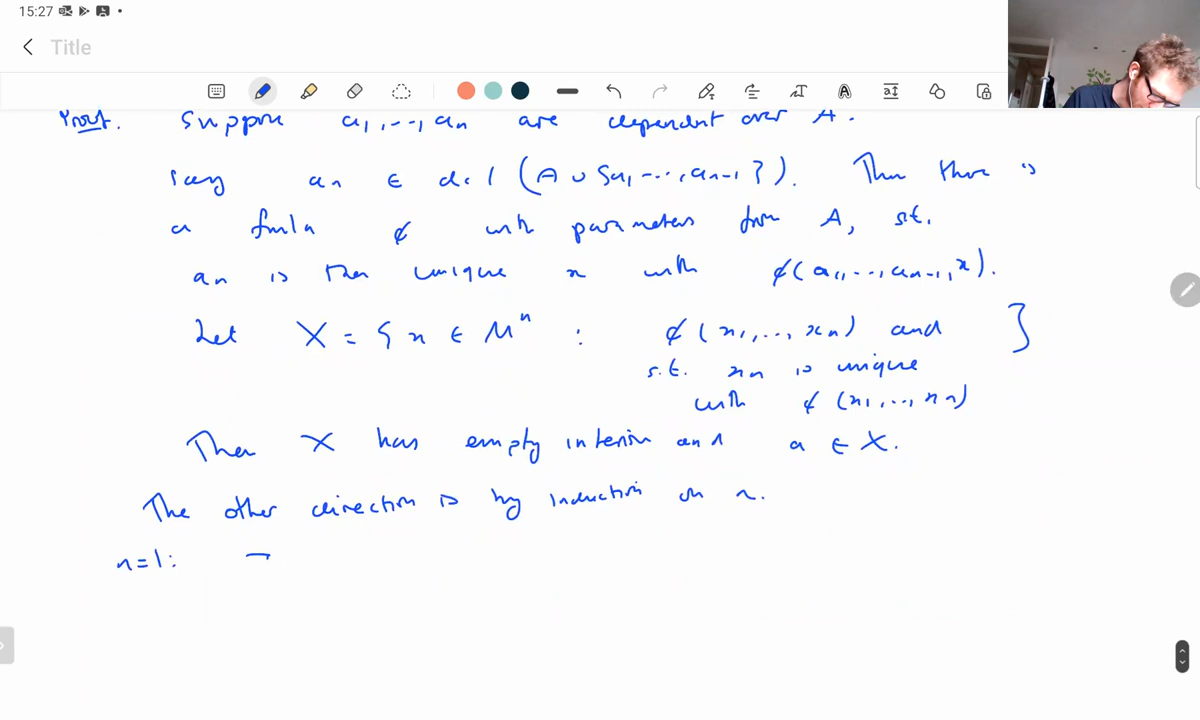 15:27
Title
Proof. Suppose a1, ..., an are dependent over A.
say an ∈ dcl (A ∪ {a1, ..., an-1}). Then there is
a fmla ϕ with parameters from A, s.t.
an is the unique x with ϕ(a1, ..., an-1, x).
Let X = { x ∈ M^n : ϕ(x1, ..., xn) and }
s.t. xn is unique
with ϕ(x1, ..., xn)
Then X has empty interior and a ∈ X.
The other direction is by induction on n.
n=1: